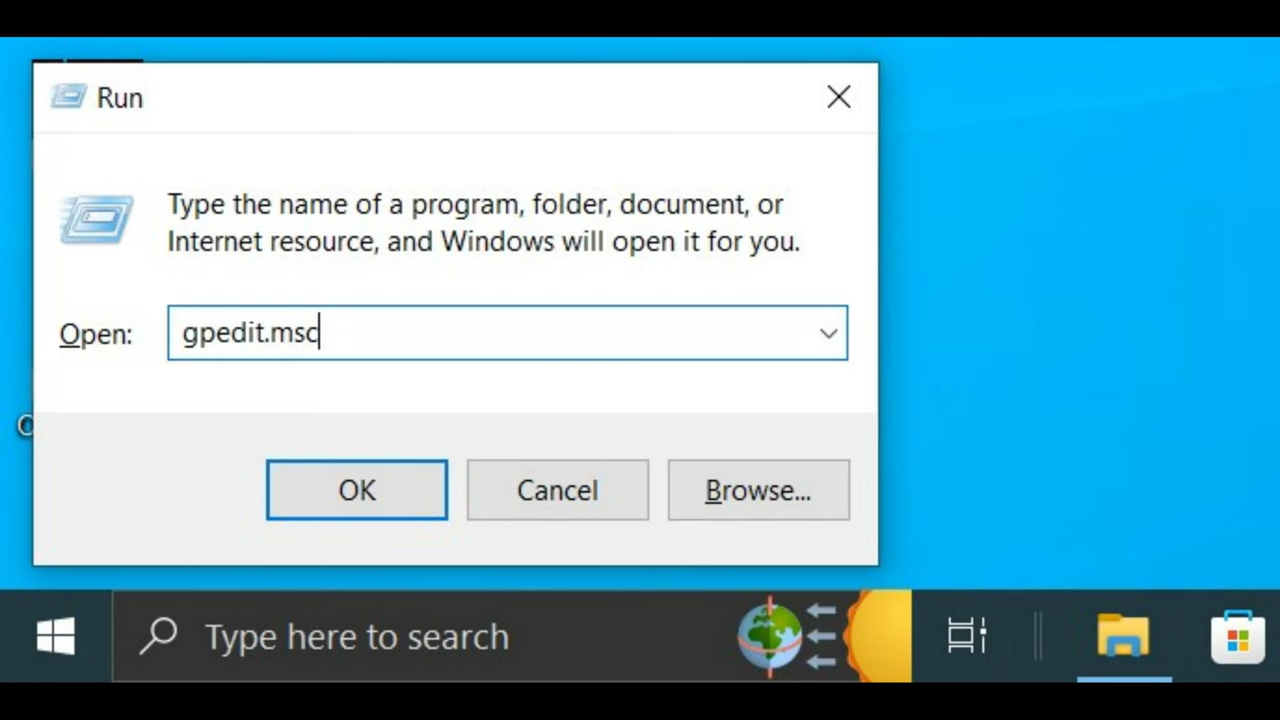 Run
Type the name of a program, folder, document, or
Internet resource, and Windows will open it for you.
Open:
gpedit.msc
OK
Cancel
Browse...
Type here to search